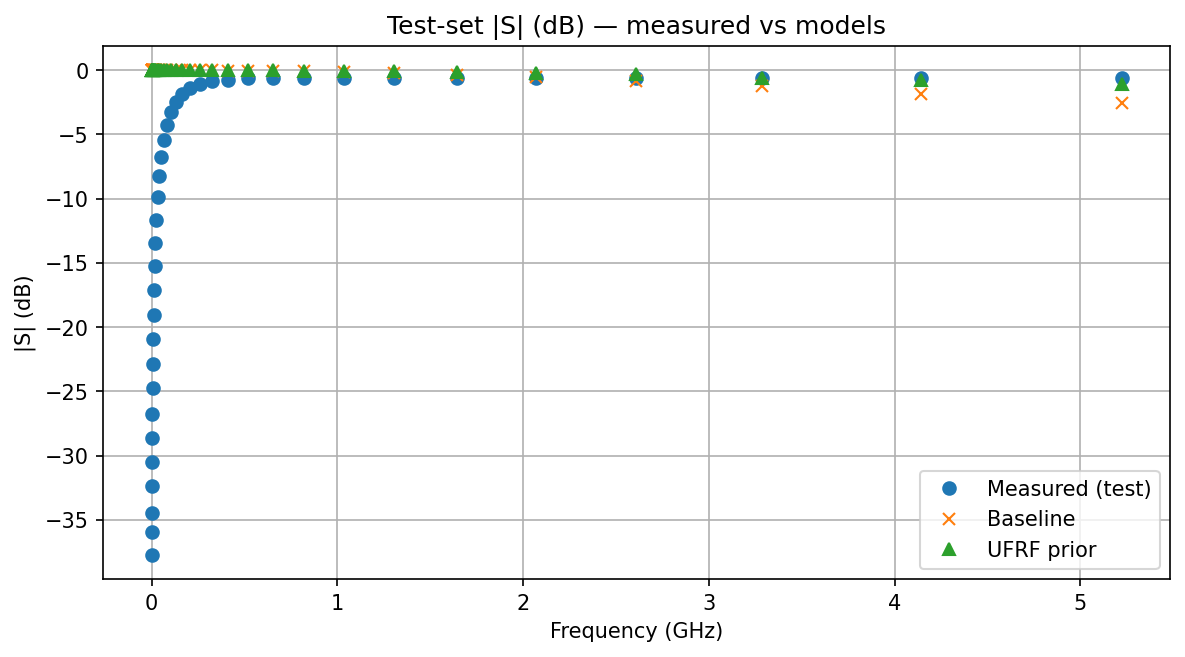 Test-set |S| (dB) — measured vs models
|S| (dB)
0
−5
−10
−15
−20
−25
−30
−35
0
1
2
3
4
5
Frequency (GHz)
Measured (test)
Baseline
UFRF prior